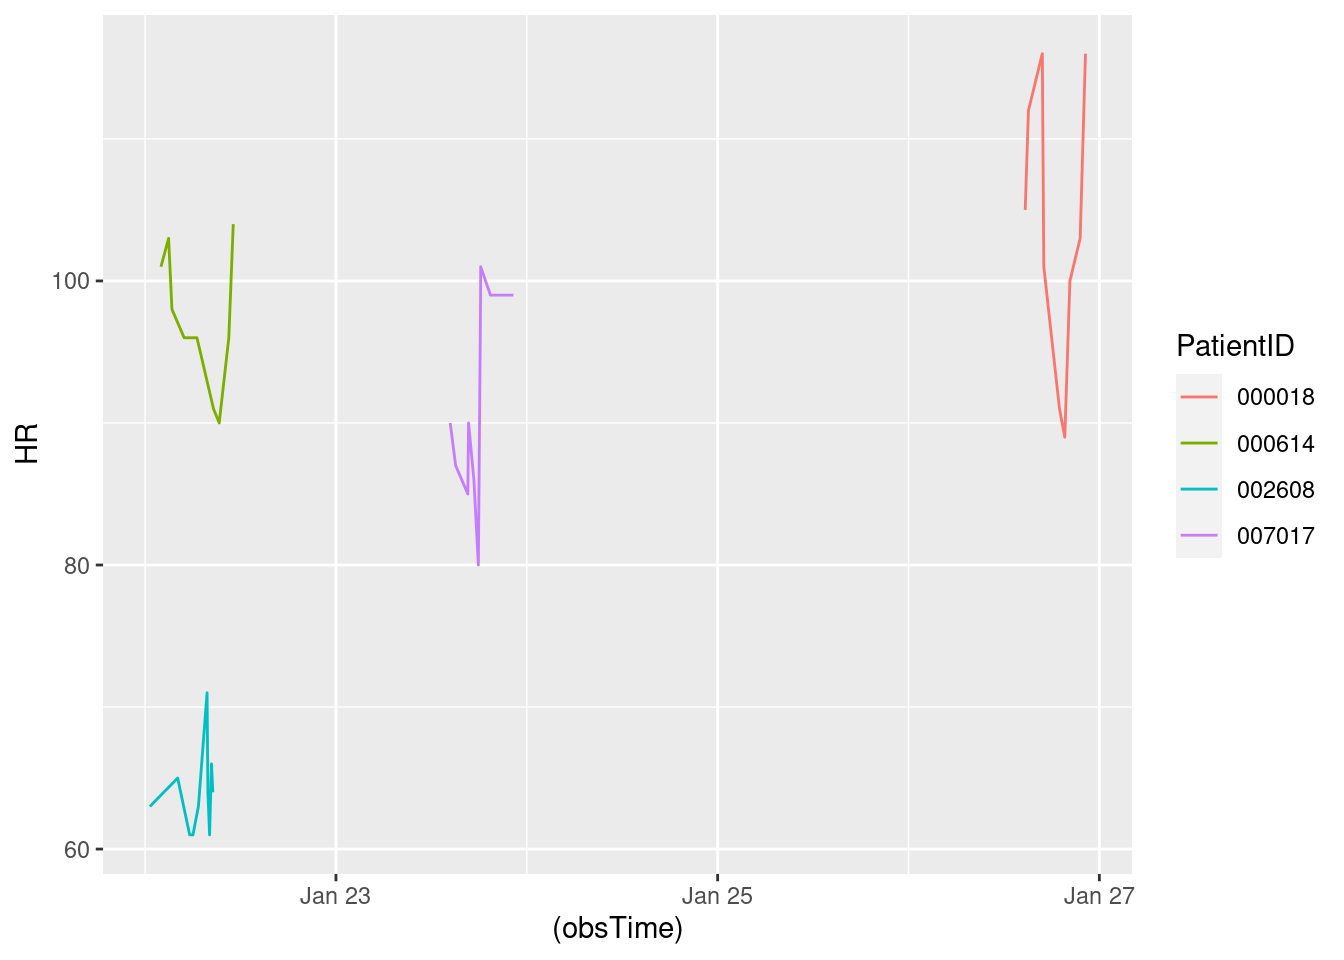 HR
100
80
60
Jan 23
Jan 25
Jan 27
(obsTime)
PatientID
000018
000614
002608
007017